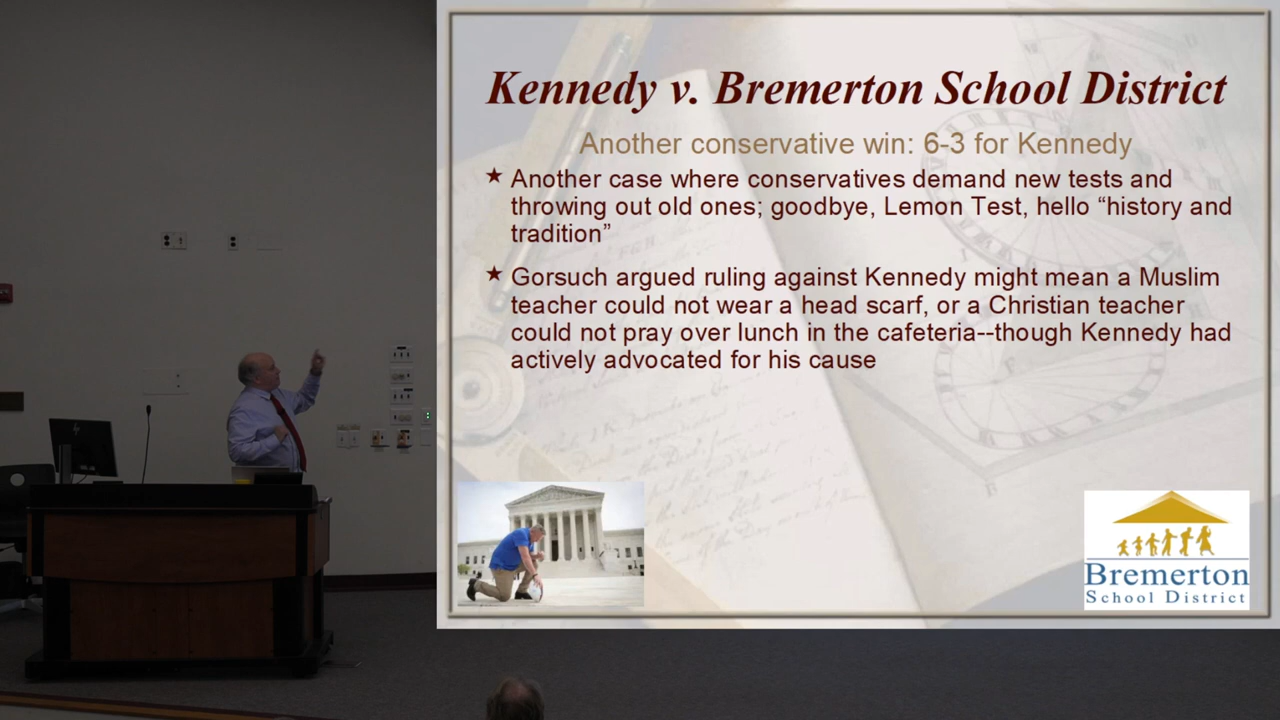 Kennedy v. Bremerton School District
Another conservative win: 6-3 for Kennedy
★ Another case where conservatives demand new tests and
throwing out old ones; goodbye, Lemon Test, hello “history and
tradition”
★ Gorsuch argued ruling against Kennedy might mean a Muslim
teacher could not wear a head scarf, or a Christian teacher
could not pray over lunch in the cafeteria--though Kennedy had
actively advocated for his cause
Bremerton
School District